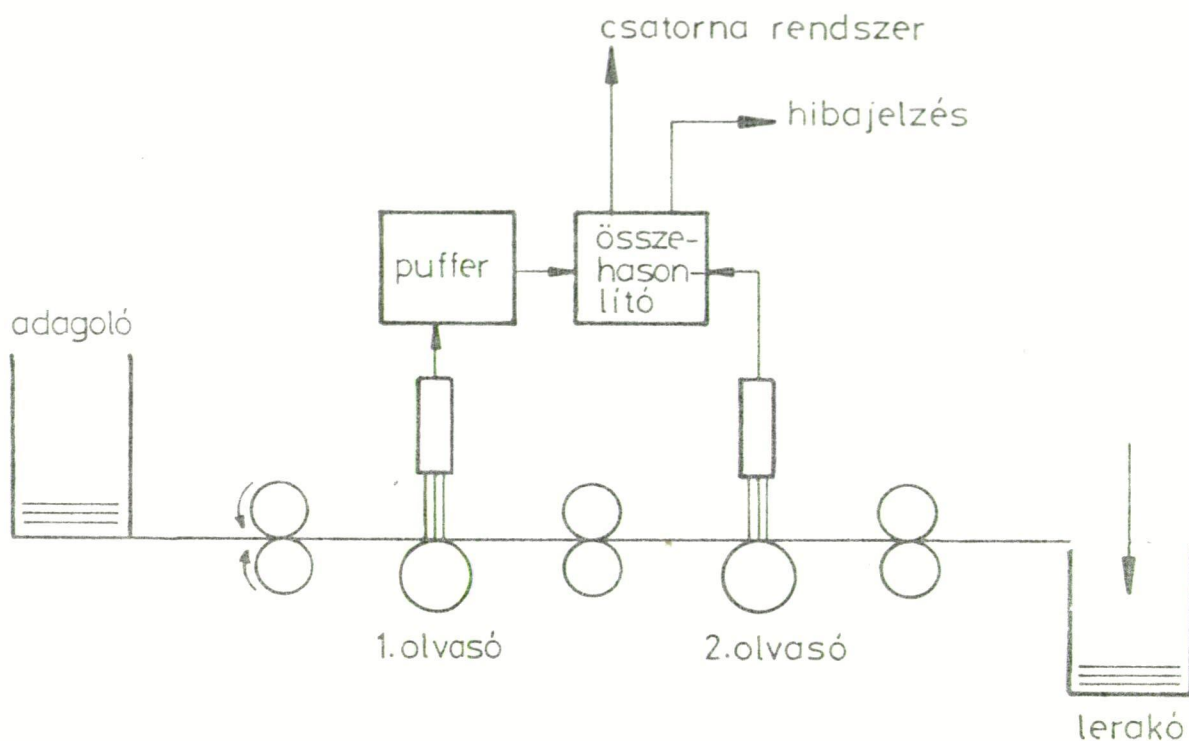 csatorna rendszer
hibajelzés
puffer
össze-
hason-
lító
adagoló
1.olvasó
2.olvasó
lerakó